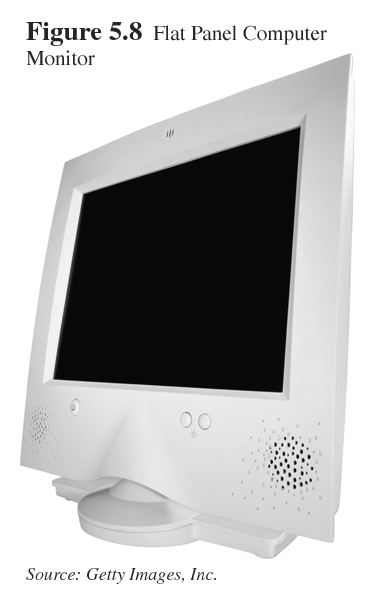 Figure 5.8 Flat Panel Computer
Monitor
Source: Getty Images, Inc.